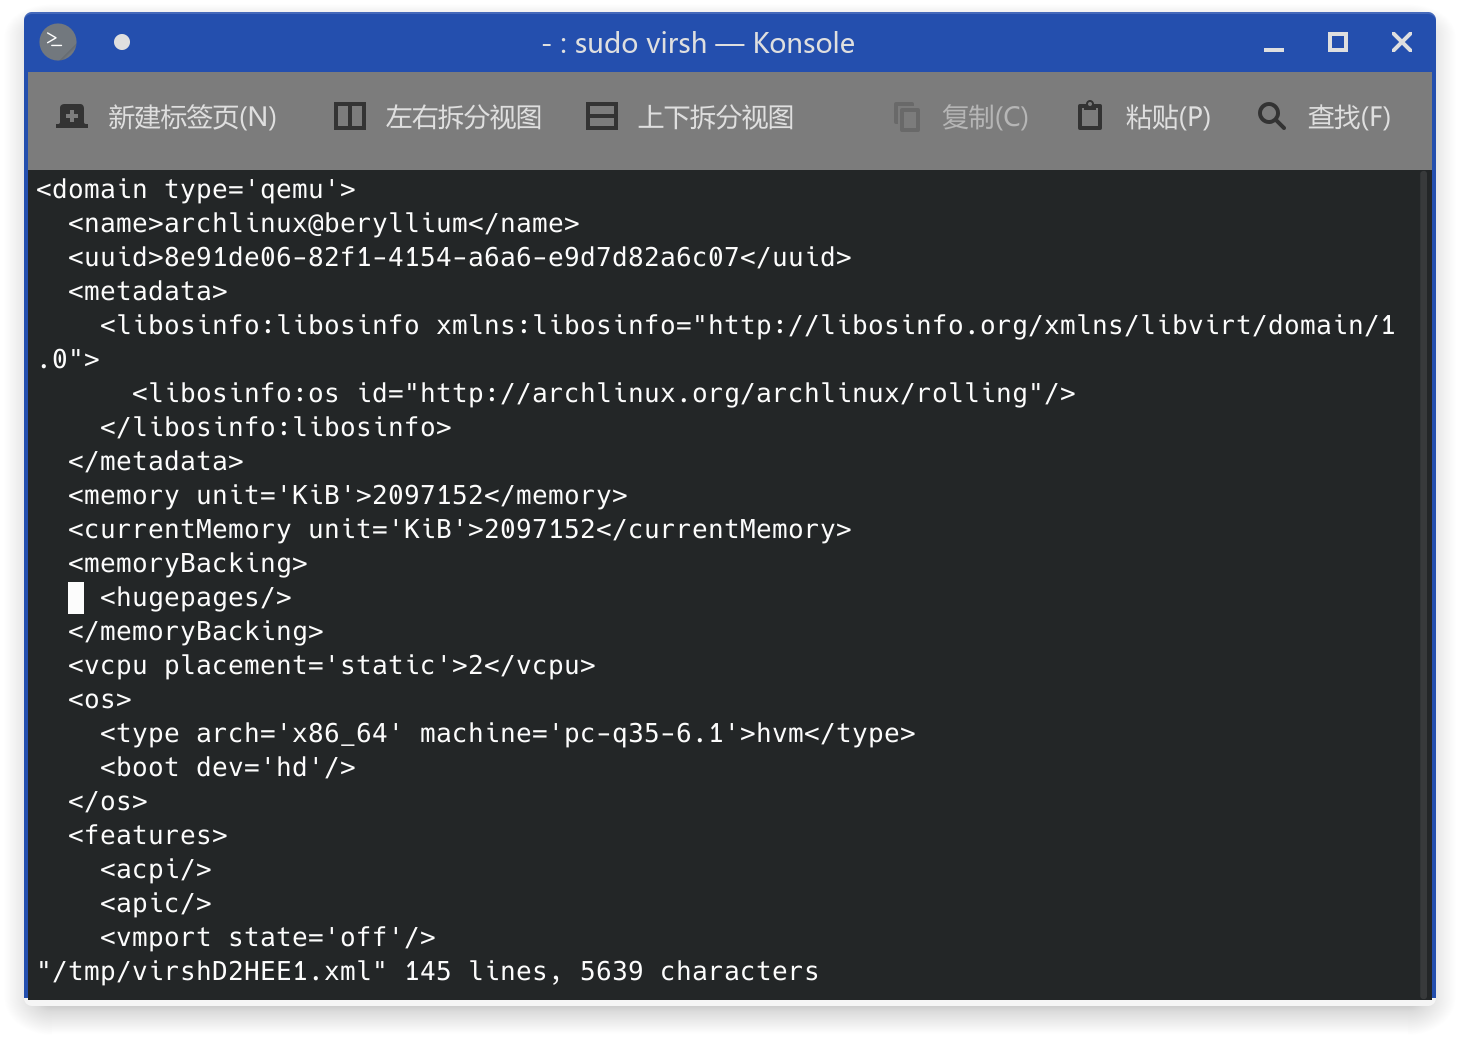 - : sudo virsh — Konsole
新建标签页(N) 左右拆分视图 上下拆分视图 复制(C) 粘贴(P) 查找(F)
<domain type='qemu'>
  <name>archlinux@beryllium</name>
  <uuid>8e91de06-82f1-4154-a6a6-e9d7d82a6c07</uuid>
  <metadata>
    <libosinfo:libosinfo xmlns:libosinfo="http://libosinfo.org/xmlns/libvirt/domain/1
.0">
      <libosinfo:os id="http://archlinux.org/archlinux/rolling"/>
    </libosinfo:libosinfo>
  </metadata>
  <memory unit='KiB'>2097152</memory>
  <currentMemory unit='KiB'>2097152</currentMemory>
  <memoryBacking>
    <hugepages/>
  </memoryBacking>
  <vcpu placement='static'>2</vcpu>
  <os>
    <type arch='x86_64' machine='pc-q35-6.1'>hvm</type>
    <boot dev='hd'/>
  </os>
  <features>
    <acpi/>
    <apic/>
    <vmport state='off'/>
"/tmp/virshD2HEE1.xml" 145 lines, 5639 characters